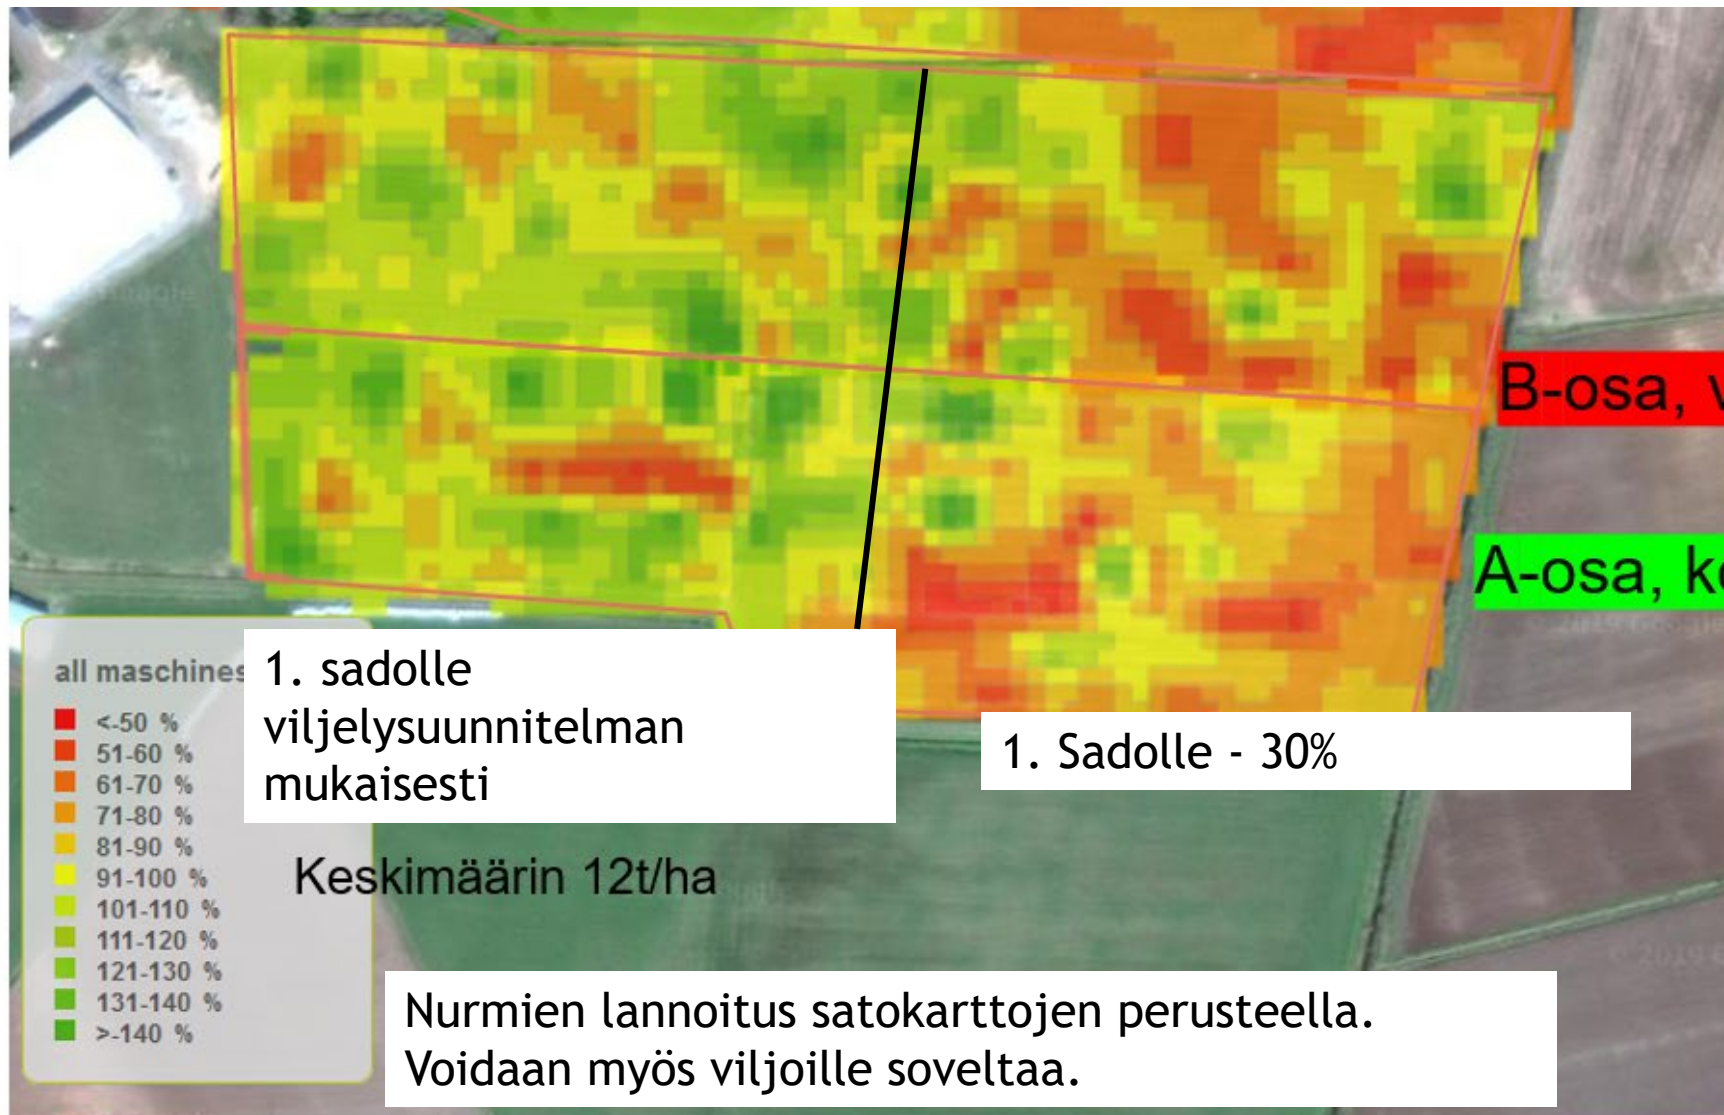 B-osa,
A-osa,
all maschines
<-50 %
51-60 %
61-70 %
71-80 %
81-90 %
91-100 %
101-110 %
111-120 %
121-130 %
131-140 %
>-140 %
1. sadolle
viljelysuunnitelman
mukaisesti
1. Sadolle - 30%
Keskimäärin 12t/ha
Nurmien lannoitus satokarttojen perusteella.
Voidaan myös viljoille soveltaa.
© 2019 Google